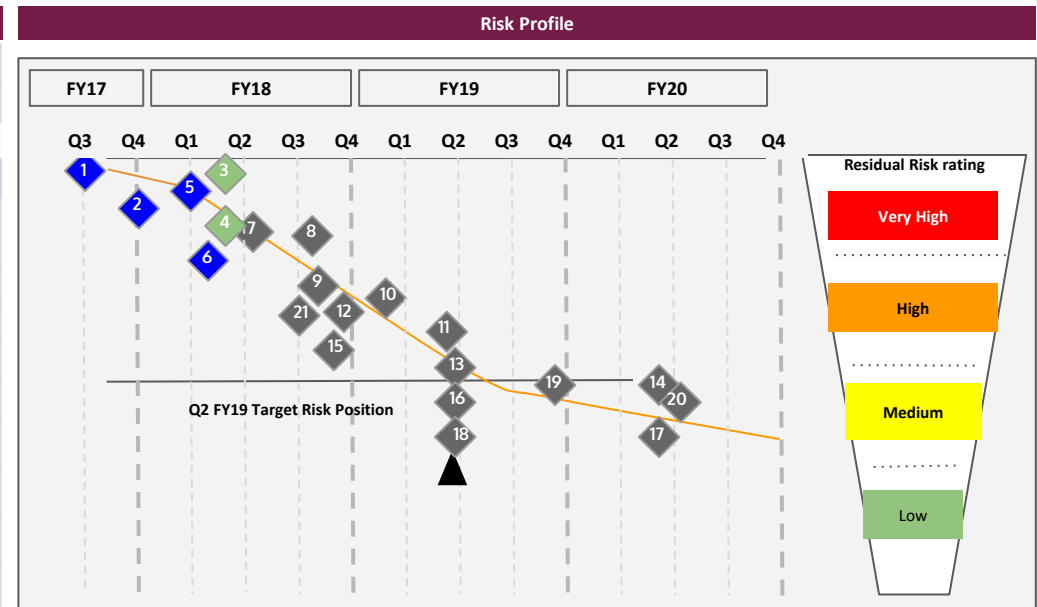 Risk Profile
FY17 FY18 FY19 FY20
Q3 Q4 Q1 Q2 Q3 Q4 Q1 Q2 Q3 Q4 Q1 Q2 Q3 Q4
Residual Risk rating
1
3
5
2
Very High
4
7
8
6
9
10
High
21
12
11
15
13
19
14
Q2 FY19 Target Risk Position
16
20
Medium
18
17
Low